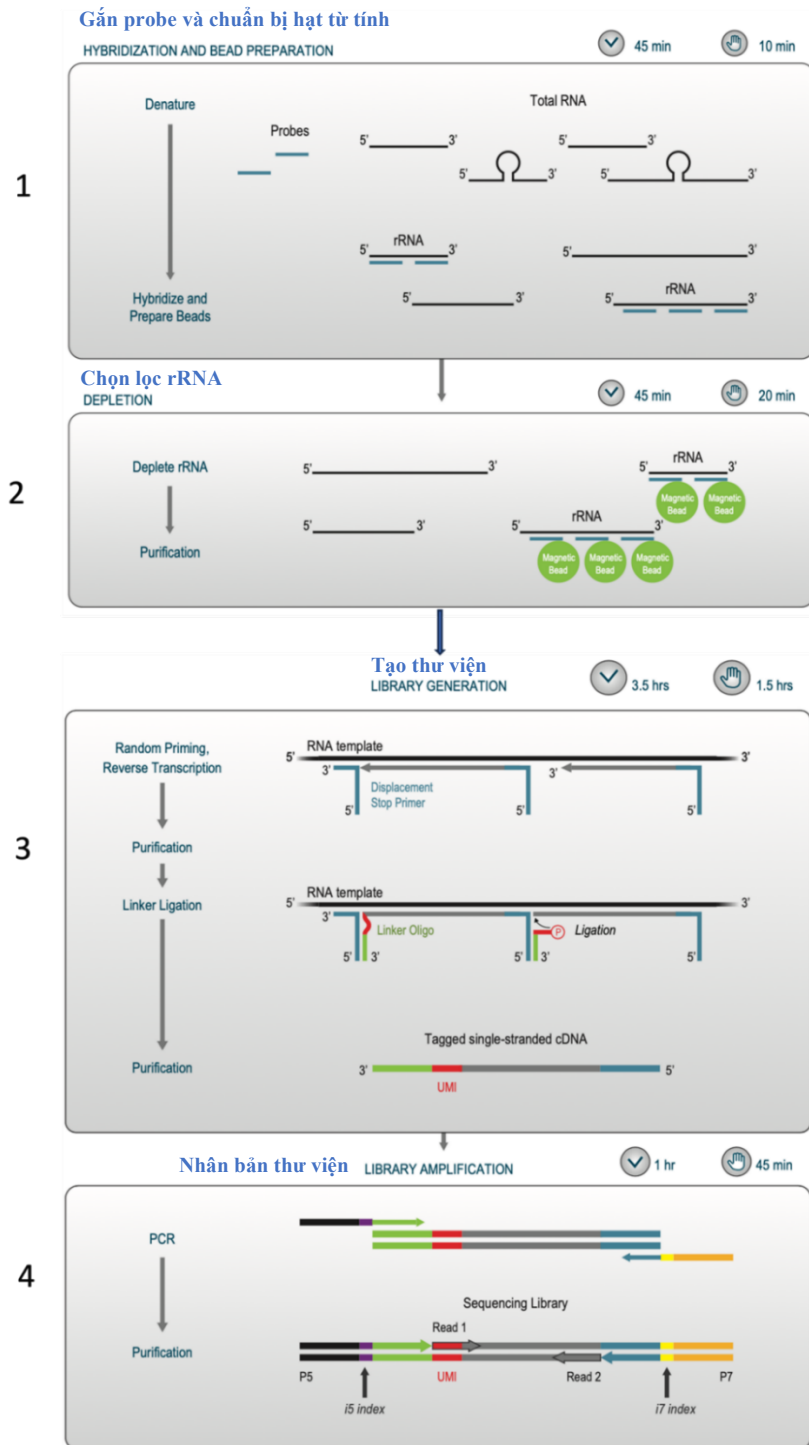 Gắn probe và chuẩn bị hạt từ tính
HYBRIDIZATION AND BEAD PREPARATION
45 min
10 min
1
Denature
Total RNA
Probes
5' 3'
5' 3'
5' 3'
5' 3'
5' rRNA 3'
5' 3'
Hybridize and
Prepare Beads
5' 3'
rRNA
5' 3'
Chọn lọc rRNA
DEPLETION
45 min
20 min
2
Deplete rRNA
5' 3'
rRNA
5' 3'
Magnetic
Bead
Magnetic
Bead
Purification
5' 3'
rRNA
5' 3'
Magnetic
Bead
Magnetic
Bead
Magnetic
Bead
Tạo thư viện
LIBRARY GENERATION
3.5 hrs
1.5 hrs
3
Random Priming,
Reverse Transcription
RNA template
5' 3'
3' 3'
Displacement
Stop Primer
5' 5' 5'
Purification
Linker Ligation
RNA template
5' 3'
3'
Linker Oligo
P Ligation
5' 3' 5' 3' 5'
Tagged single-stranded cDNA
Purification
3' 5'
UMI
Nhân bản thư viện
LIBRARY AMPLIFICATION
1 hr
45 min
4
PCR
Sequencing Library
Read 1
Purification
P5 UMI Read 2 P7
i5 index i7 index